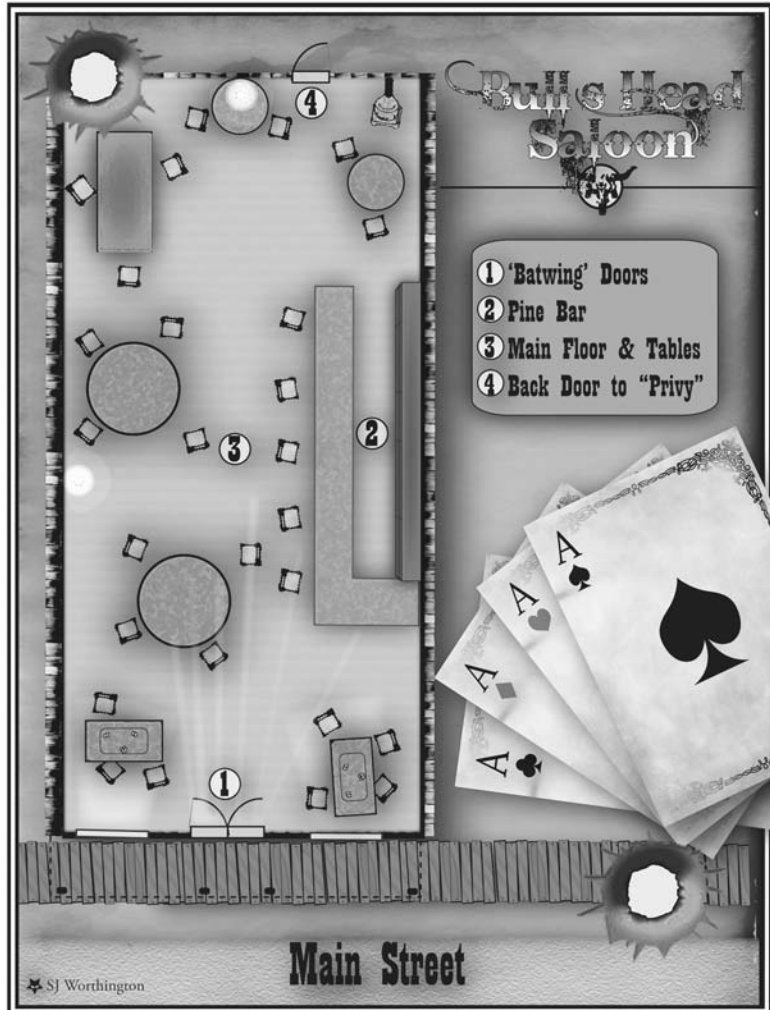 Bull's Head
Saloon
4
1 'Batwing' Doors
2 Pine Bar
3 Main Floor & Tables
4 Back Door to "Privy"
2
3
A
A
A
A
1
Main Street
SJ Worthington